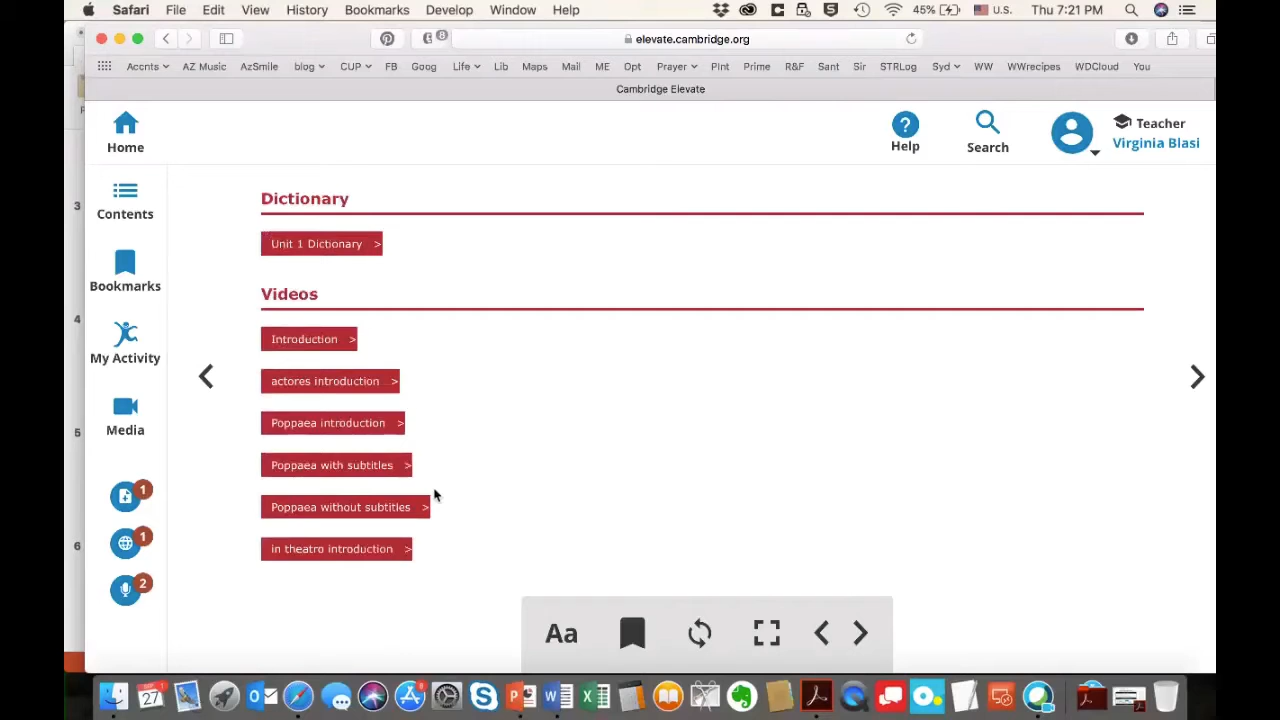 Safari File Edit View History Bookmarks Develop Window Help 45% U.S. Thu 7:21 PM
8 elevate.cambridge.org
Accnts AZ Music AzSmile blog CUP FB Goog Life Lib Maps Mail ME Opt Prayer PInt Prime R&F Sant Sir STRLog Syd WW WWrecipes WDCloud You
Cambridge Elevate
Home
? Help
Search
Teacher
Virginia Blasi
Contents
Bookmarks
My Activity
Media
1
1
2
3
4
5
6
Dictionary
Unit 1 Dictionary >
Videos
Introduction >
actores introduction >
Poppaea introduction >
Poppaea with subtitles >
Poppaea without subtitles >
in theatro introduction >
Aa